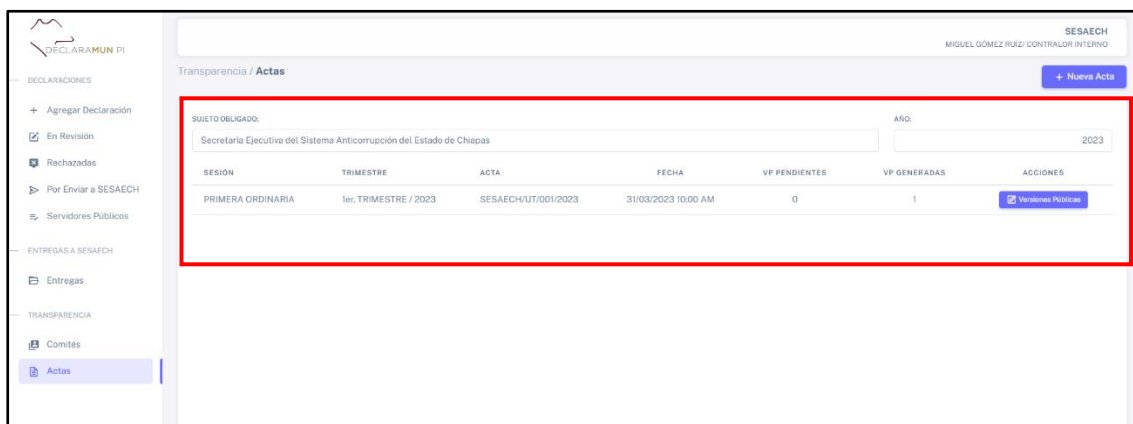 DECLARAMUN PI
SESAECH
MIGUEL GÓMEZ RUÍZ/ CONTRALOR INTERNO
DECLARACIONES
+ Agregar Declaración
En Revisión
Rechazadas
Por Enviar a SESAECH
Servidores Públicos
ENTREGAS A SESAECH
Entregas
TRANSPARENCIA
Comités
Actas
Transparencia / Actas
+ Nueva Acta
SUJETO OBLIGADO: AÑO:
Secretaría Ejecutiva del Sistema Anticorrupción del Estado de Chiapas 2023
SESIÓN TRIMESTRE ACTA FECHA VP PENDIENTES VP GENERADAS ACCIONES
PRIMERA ORDINARIA 1er. TRIMESTRE / 2023 SESAECH/UT/001/2023 31/03/2023 10:00 AM 0 1 Versiones Públicas